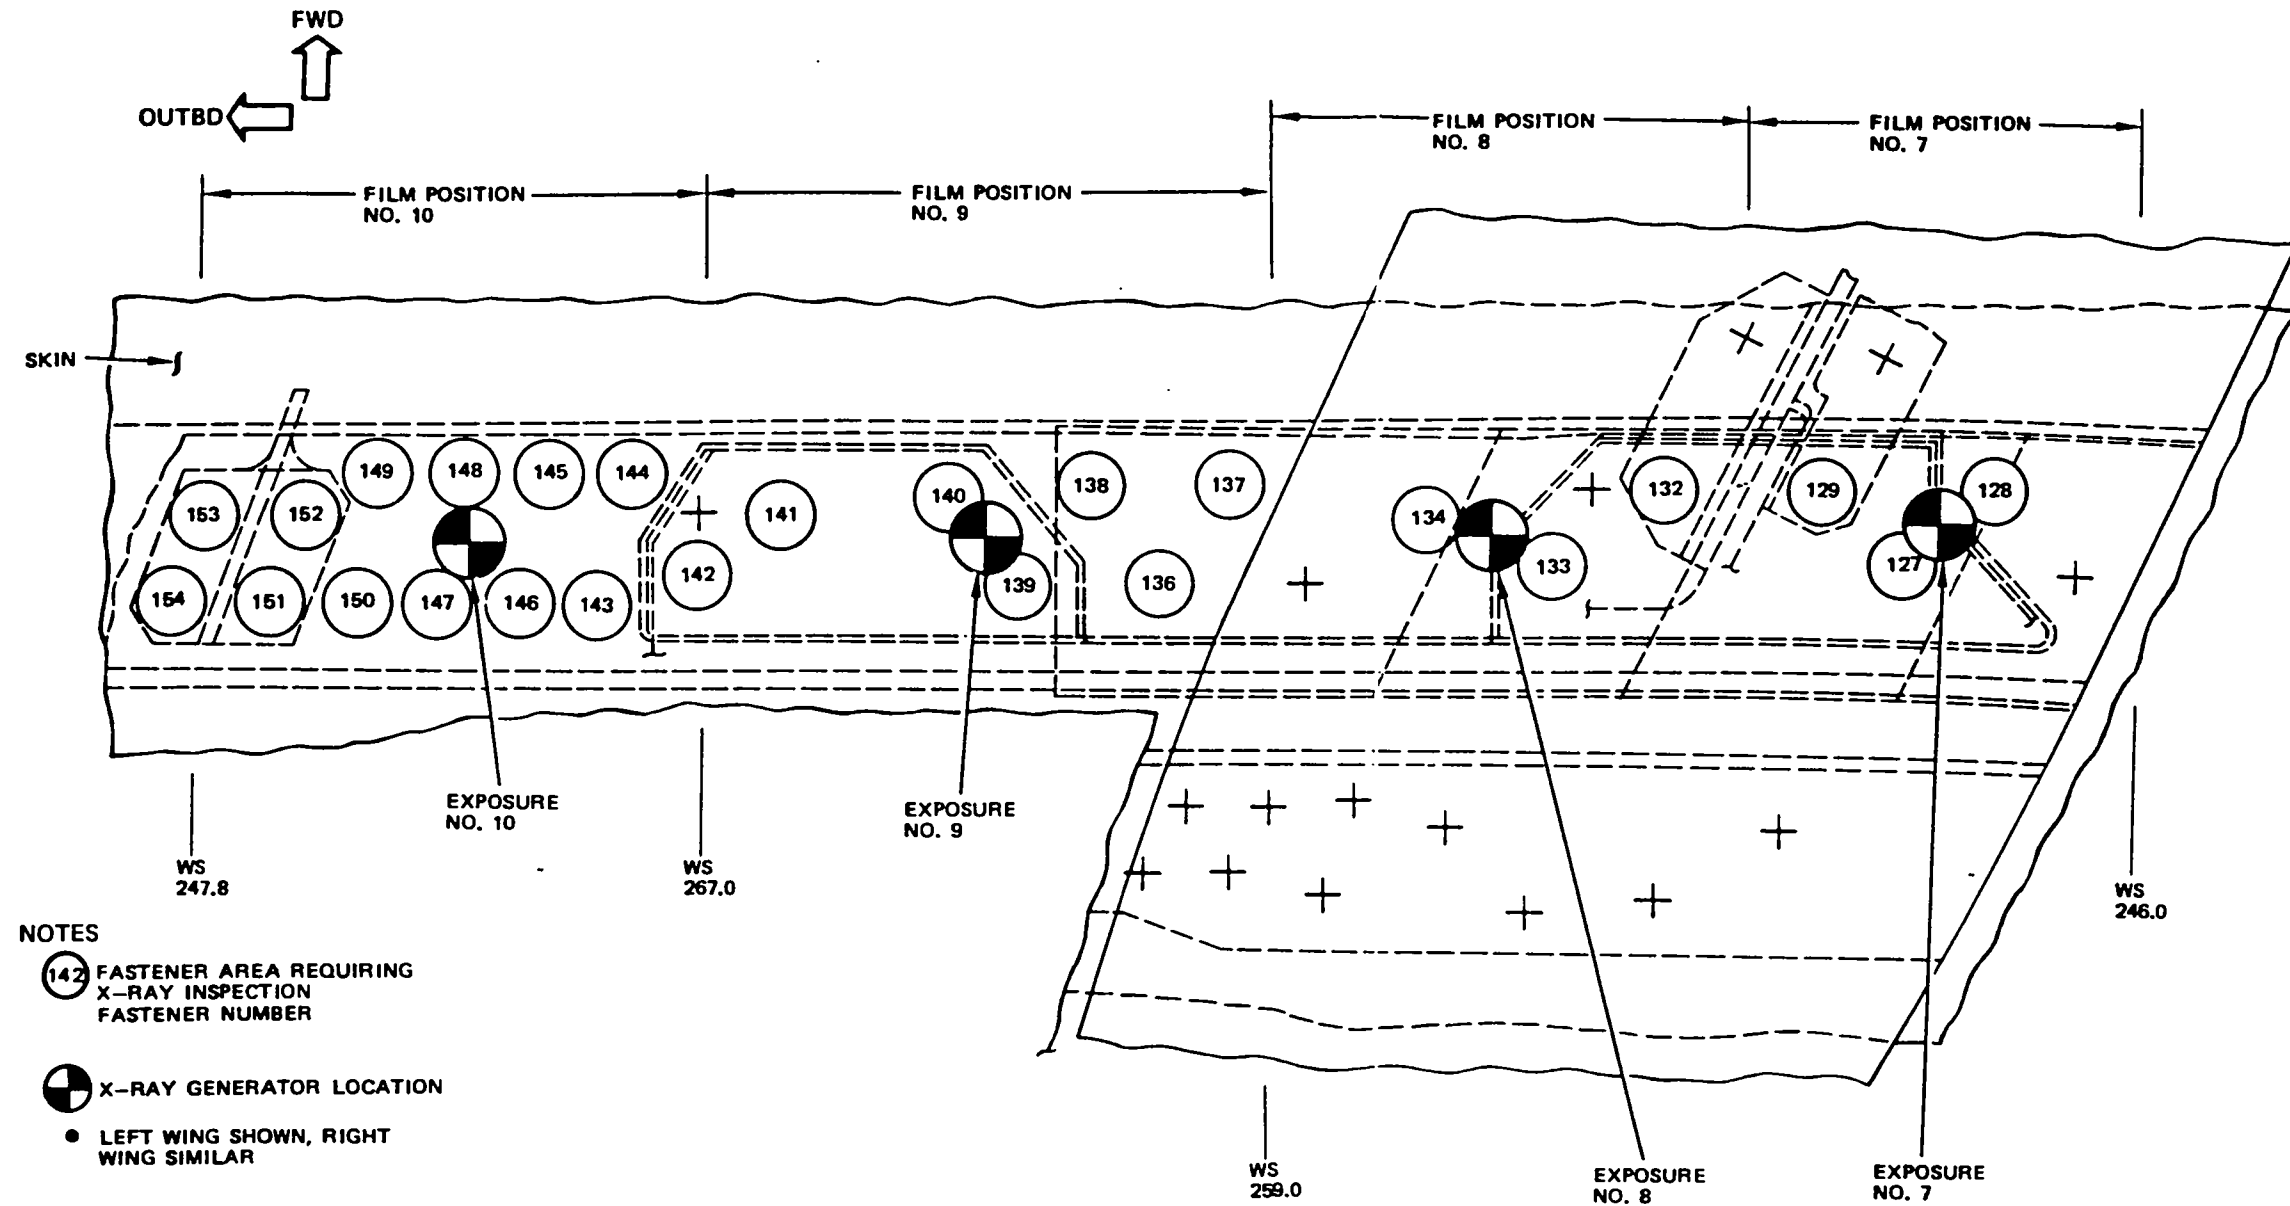 FWD
OUTBD
FILM POSITION
NO. 8
FILM POSITION
NO. 7
FILM POSITION
NO. 10
FILM POSITION
NO. 9
SKIN
149
148
145
144
153
152
141
140
138
137
134
132
129
128
154
151
150
147
146
143
142
139
136
133
127
EXPOSURE
NO. 10
EXPOSURE
NO. 9
WS
247.8
WS
267.0
WS
246.0
NOTES
142 FASTENER AREA REQUIRING
X-RAY INSPECTION
FASTENER NUMBER
X-RAY GENERATOR LOCATION
• LEFT WING SHOWN, RIGHT
WING SIMILAR
WS
259.0
EXPOSURE
NO. 8
EXPOSURE
NO. 7